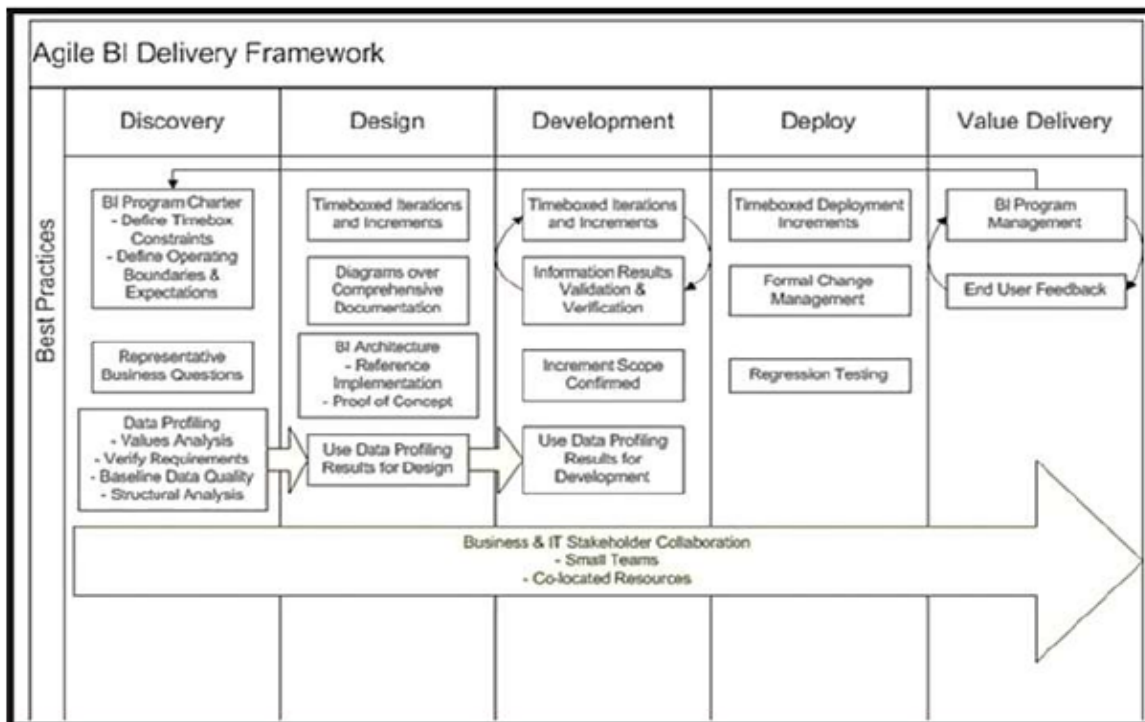 Agile BI Delivery Framework
Best Practices
Discovery
Design
Development
Deploy
Value Delivery
BI Program Charter
- Define Timebox
Constraints
- Define Operating
Boundaries &
Expectations
Representative
Business Questions
Data Profiling
- Values Analysis
- Verify Requirements
- Baseline Data Quality
- Structural Analysis
Timeboxed Iterations
and Increments
Diagrams over
Comprehensive
Documentation
BI Architecture
- Reference
Implementation
- Proof of Concept
Use Data Profiling
Results for Design
Timeboxed Iterations
and Increments
Information Results
Validation &
Verification
Increment Scope
Confirmed
Use Data Profiling
Results for
Development
Timeboxed Deployment
Increments
Formal Change
Management
Regression Testing
BI Program
Management
End User Feedback
Business & IT Stakeholder Collaboration
- Small Teams
- Co-located Resources